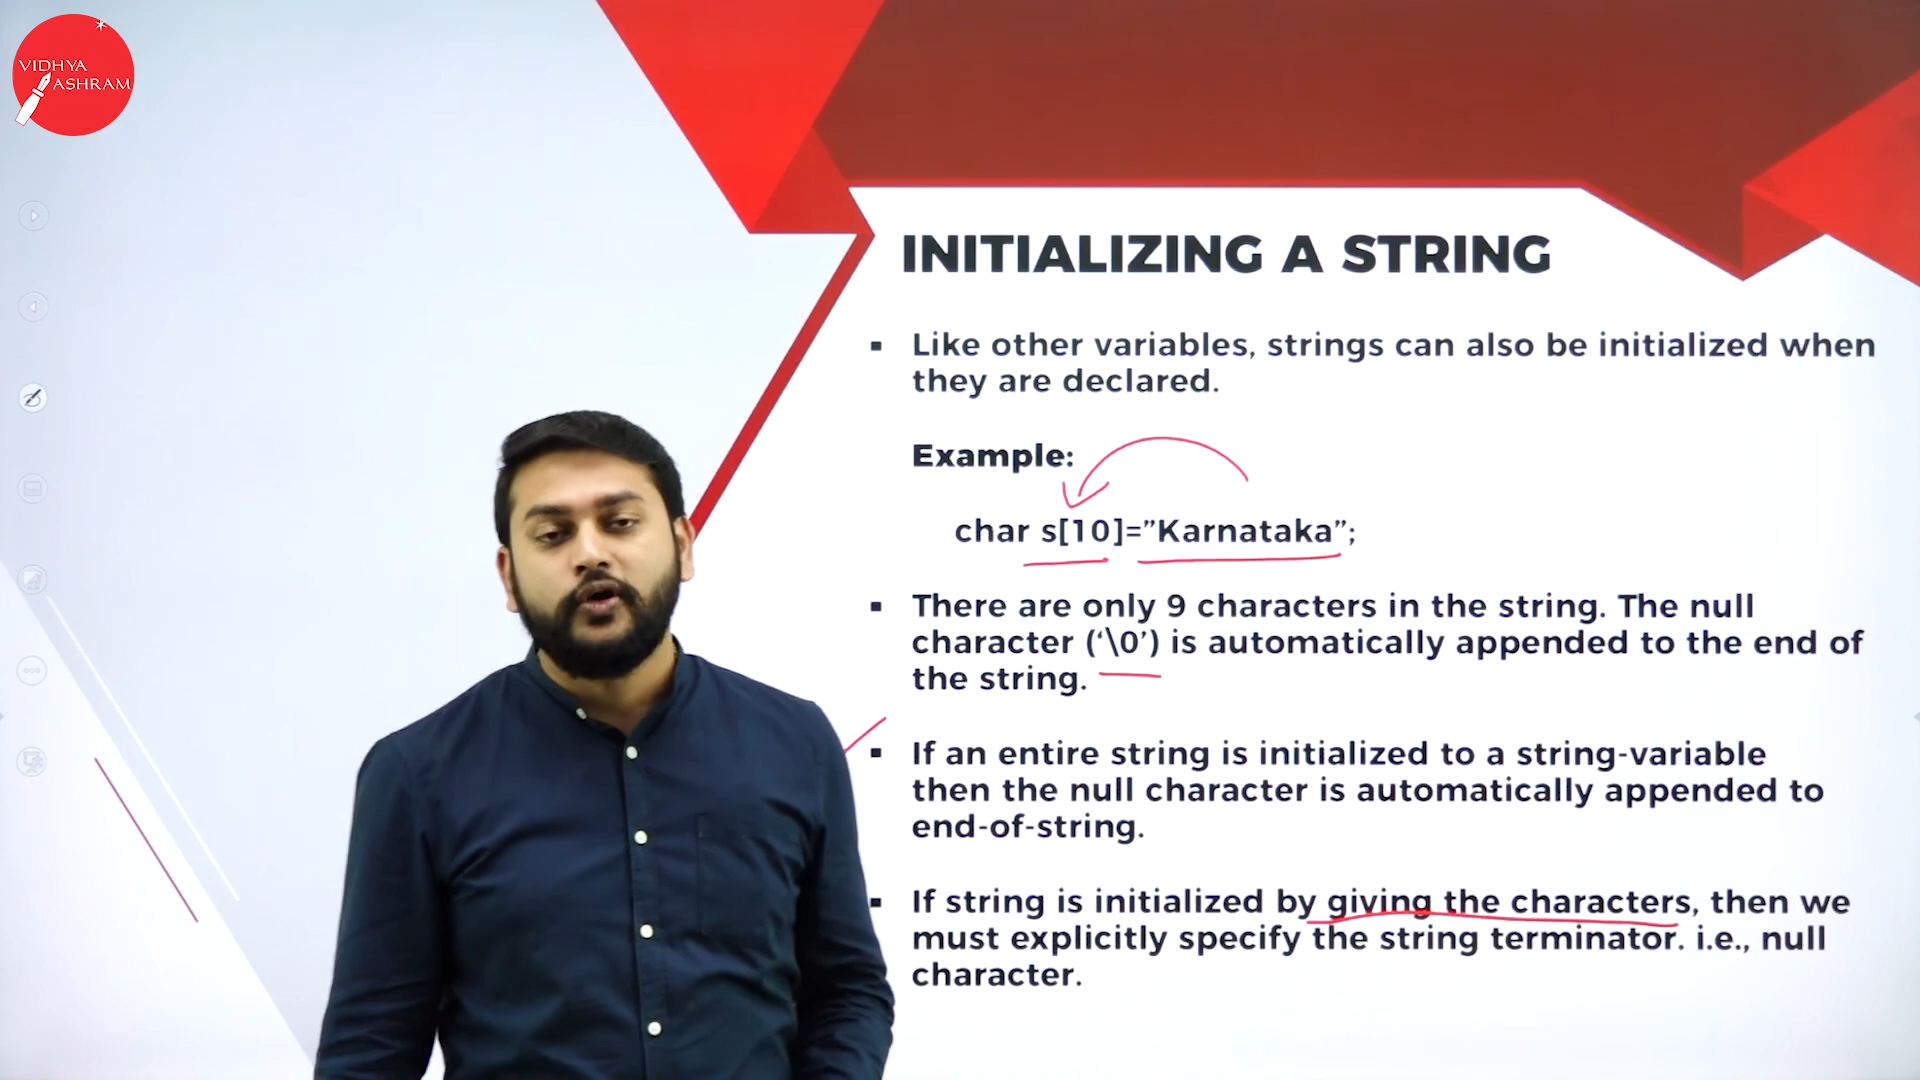 VIDHYA
ASHRAM
INITIALIZING A STRING
▪ Like other variables, strings can also be initialized when
they are declared.
Example:
char s[10]=”Karnataka”;
▪ There are only 9 characters in the string. The null
character (‘\0’) is automatically appended to the end of
the string.
▪ If an entire string is initialized to a string-variable
then the null character is automatically appended to
end-of-string.
▪ If string is initialized by giving the characters, then we
must explicitly specify the string terminator. i.e., null
character.